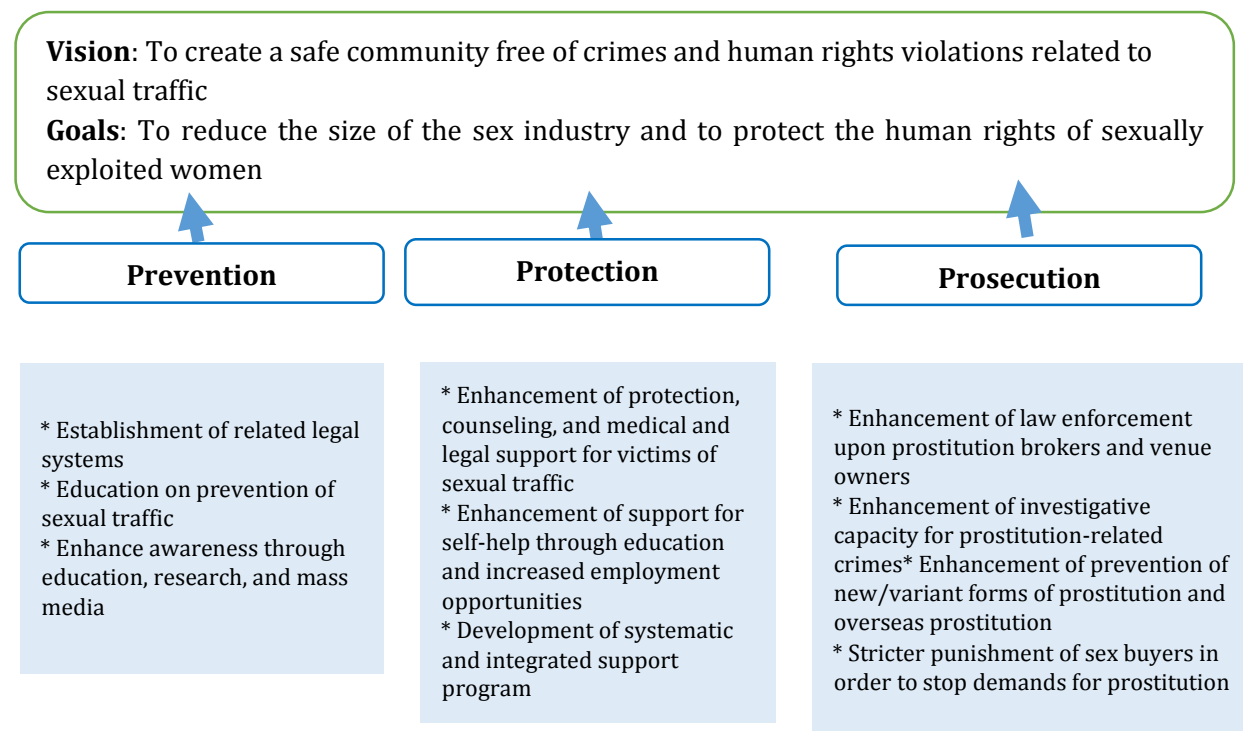 Vision: To create a safe community free of crimes and human rights violations related to
sexual traffic
Goals: To reduce the size of the sex industry and to protect the human rights of sexually
exploited women
Prevention
Protection
Prosecution
* Establishment of related legal
systems
* Education on prevention of
sexual traffic
* Enhance awareness through
education, research, and mass
media
* Enhancement of protection,
counseling, and medical and
legal support for victims of
sexual traffic
* Enhancement of support for
self-help through education
and increased employment
opportunities
* Development of systematic
and integrated support
program
* Enhancement of law enforcement
upon prostitution brokers and venue
owners
* Enhancement of investigative
capacity for prostitution-related
crimes* Enhancement of prevention of
new/variant forms of prostitution and
overseas prostitution
* Stricter punishment of sex buyers in
order to stop demands for prostitution